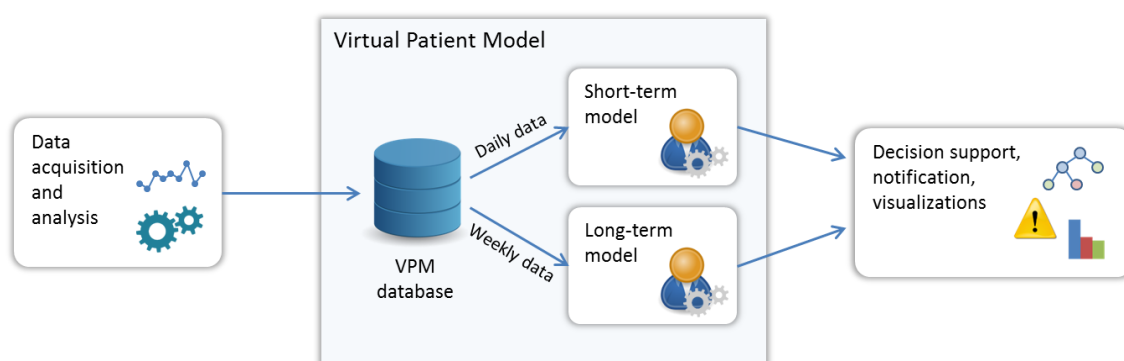 Virtual Patient Model
Data
acquisition
and
analysis
VPM
database
Daily data
Weekly data
Short-term
model
Long-term
model
Decision support,
notification,
visualizations
!